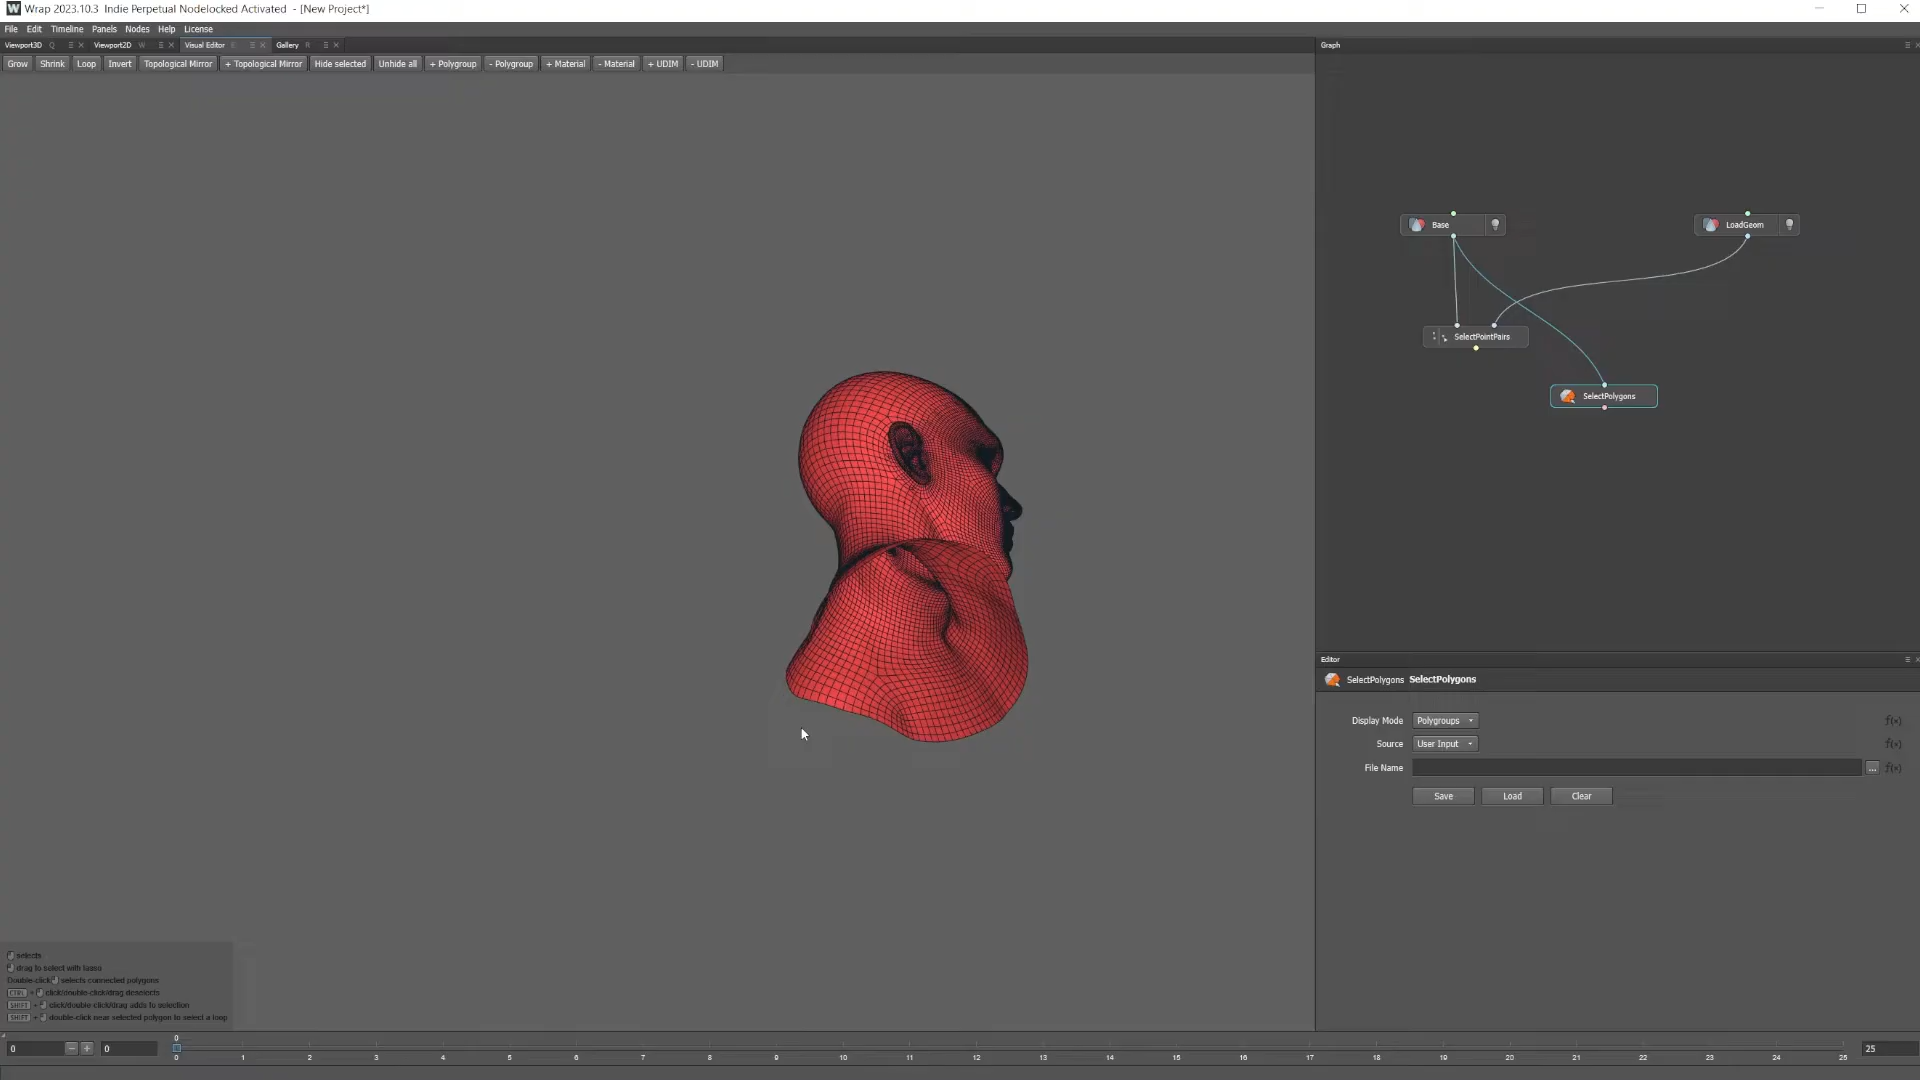 Wrap 2023.10.3 Indie Perpetual Nodelocked Activated - [New Project*]
File Edit Timeline Panels Nodes Help License
Viewport3D Q Viewport2D W Visual Editor E Gallery R
Graph
Grow Shrink Loop Invert Topological Mirror + Topological Mirror Hide selected Unhide all + Polygroup - Polygroup + Material - Material + UDIM - UDIM
Base
LoadGeom
SelectPointPairs
SelectPolygons
Editor
SelectPolygons SelectPolygons
Display Mode Polygroups f(x)
Source User Input f(x)
File Name ... f(x)
Save Load Clear
selects
drag to select with lasso
Double-click selects connected polygons
CTRL + click/double-click/drag deselects
SHIFT + click/double-click/drag adds to selection
SHIFT + double-click near selected polygon to select a loop
0
0 − + 0 25
0 1 2 3 4 5 6 7 8 9 10 11 12 13 14 15 16 17 18 19 20 21 22 23 24 25